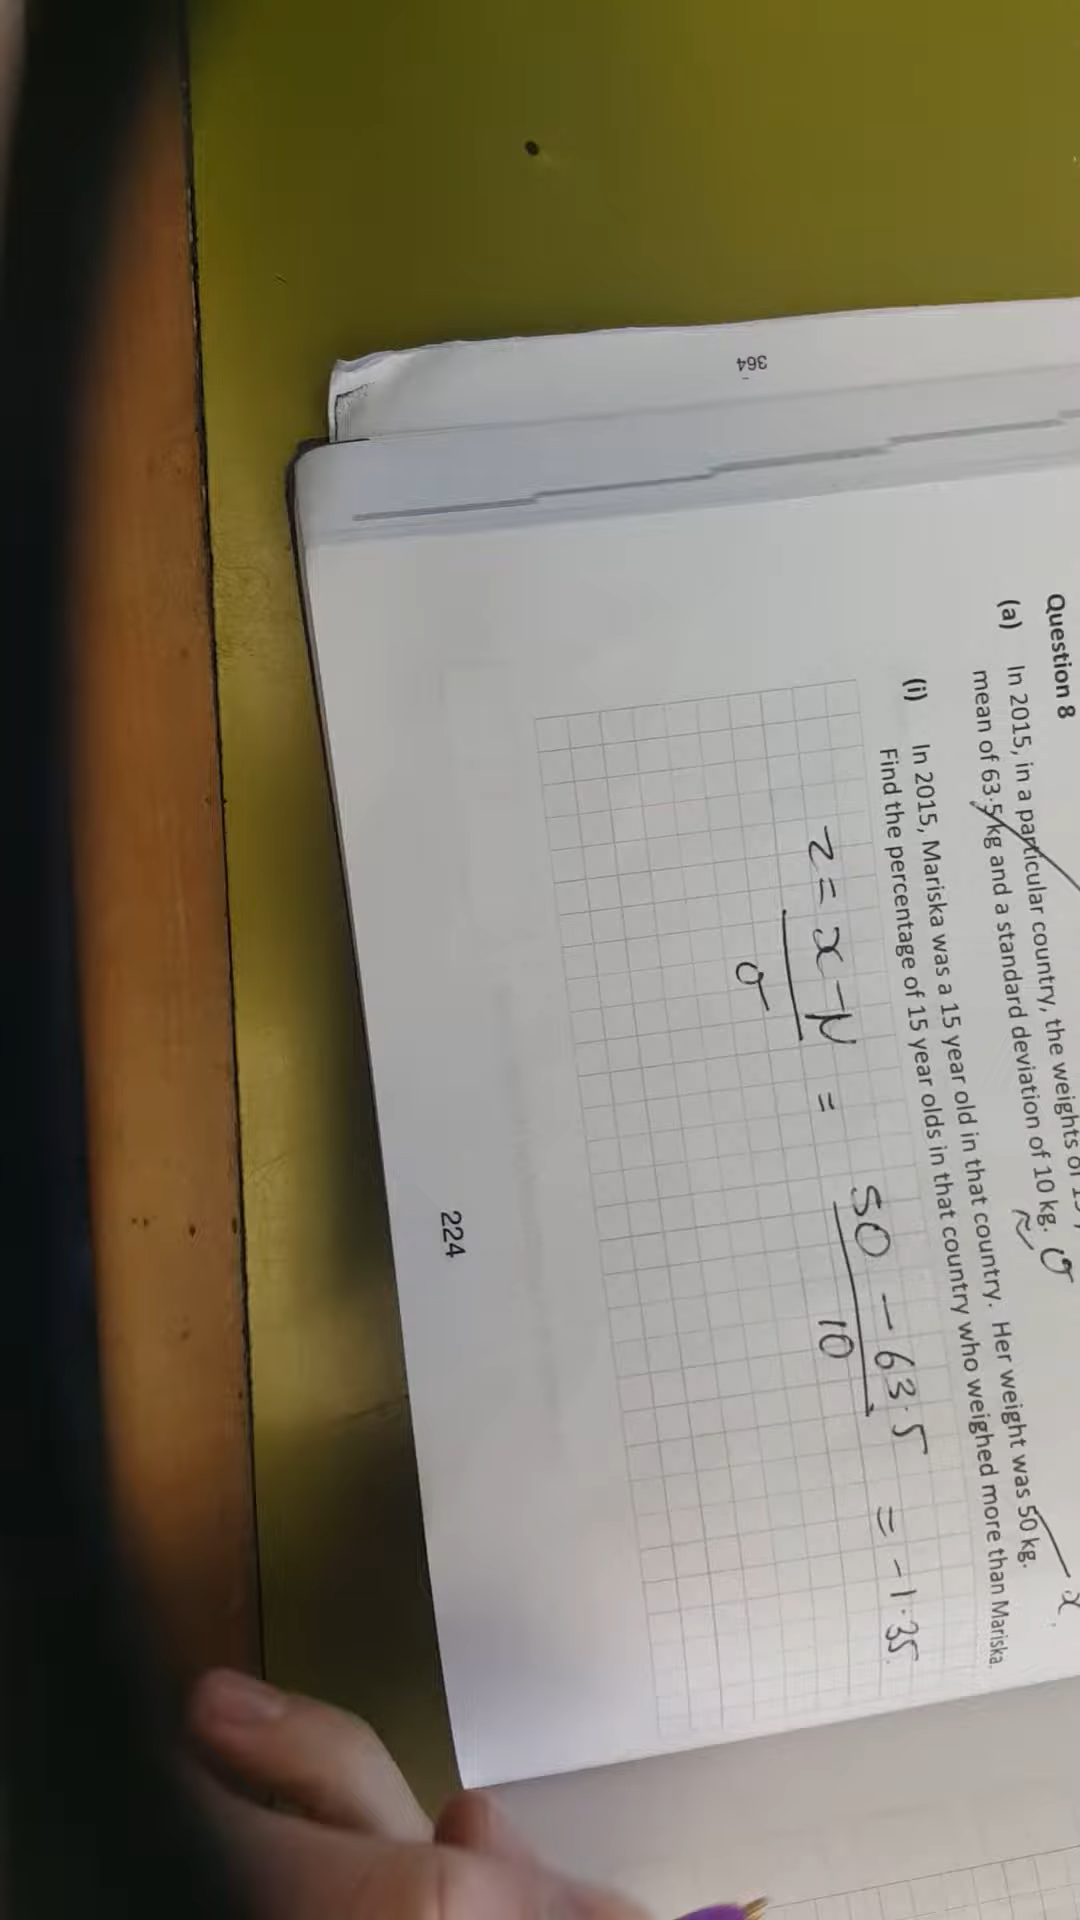 364
Question 8
(a) In 2015, in a particular country, the weights of 15
mean of 63·5 kg and a standard deviation of 10 kg. σ
(i) In 2015, Mariska was a 15 year old in that country. Her weight was 50 kg. x
Find the percentage of 15 year olds in that country who weighed more than Mariska.
z = x - μ / σ = 50 - 63.5 / 10 = -1.35
224